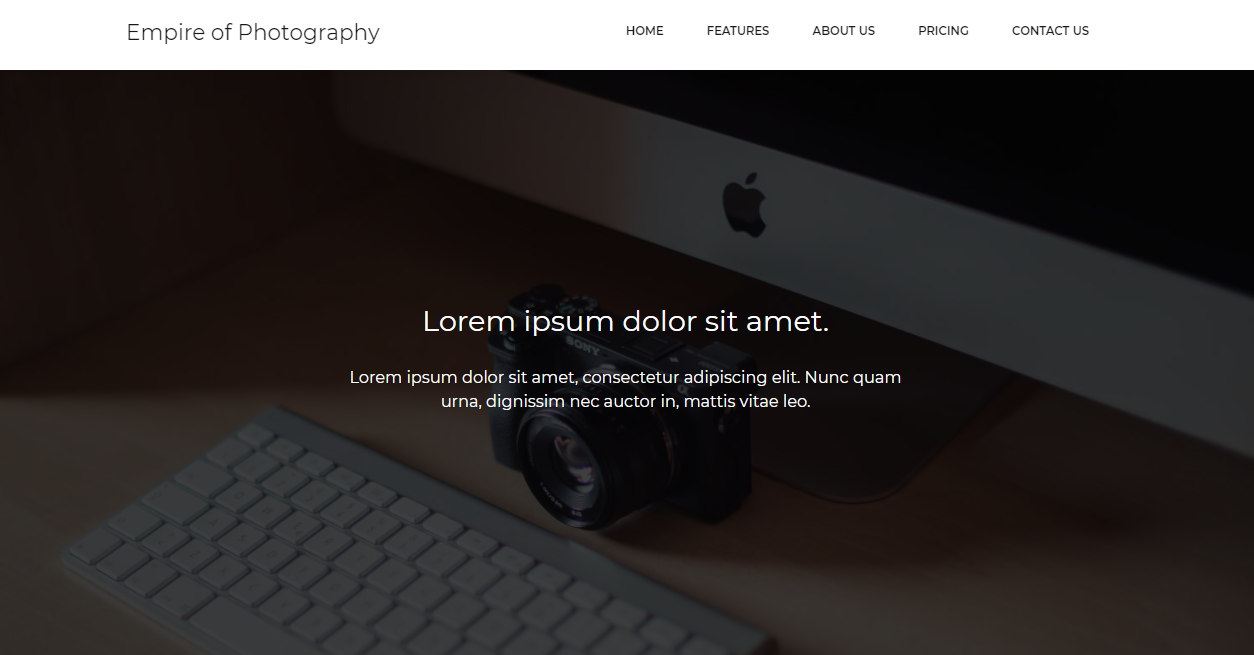 Empire of Photography
HOME FEATURES ABOUT US PRICING CONTACT US
Lorem ipsum dolor sit amet.
SONY
Lorem ipsum dolor sit amet, consectetur adipiscing elit. Nunc quam
urna, dignissim nec auctor in, mattis vitae leo.